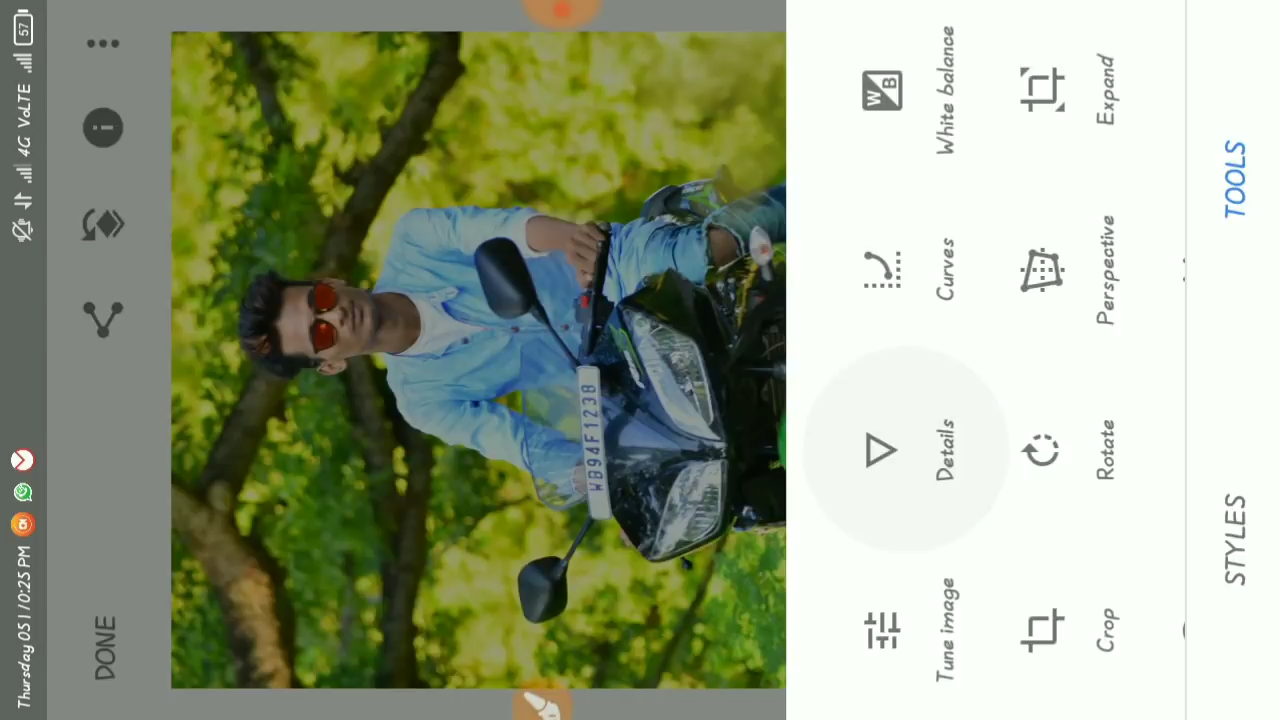 Thursday 05 | 10:25 PM
4G VoLTE 57
DONE
WB94F1238
Tune image
Details
Curves
White balance
Crop
Rotate
Perspective
Expand
STYLES
TOOLS